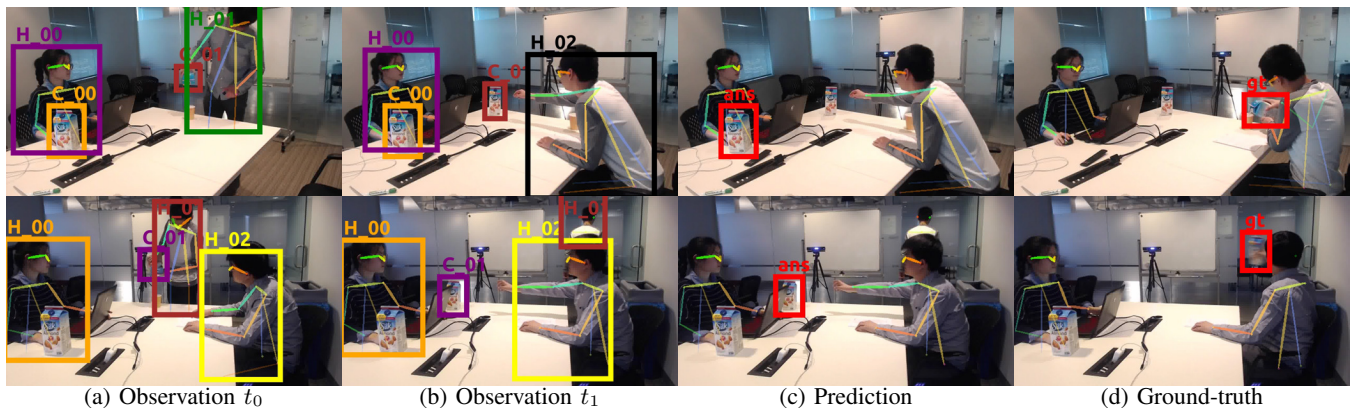 H_00
C_00
H_01
C_01
H_00
C_00
C_0
H_02
ans
gt
H_00
H_0
C_01
H_02
H_00
C_01
H_02
H_0
ans
gt
(a) Observation t₀
(b) Observation t₁
(c) Prediction
(d) Ground-truth